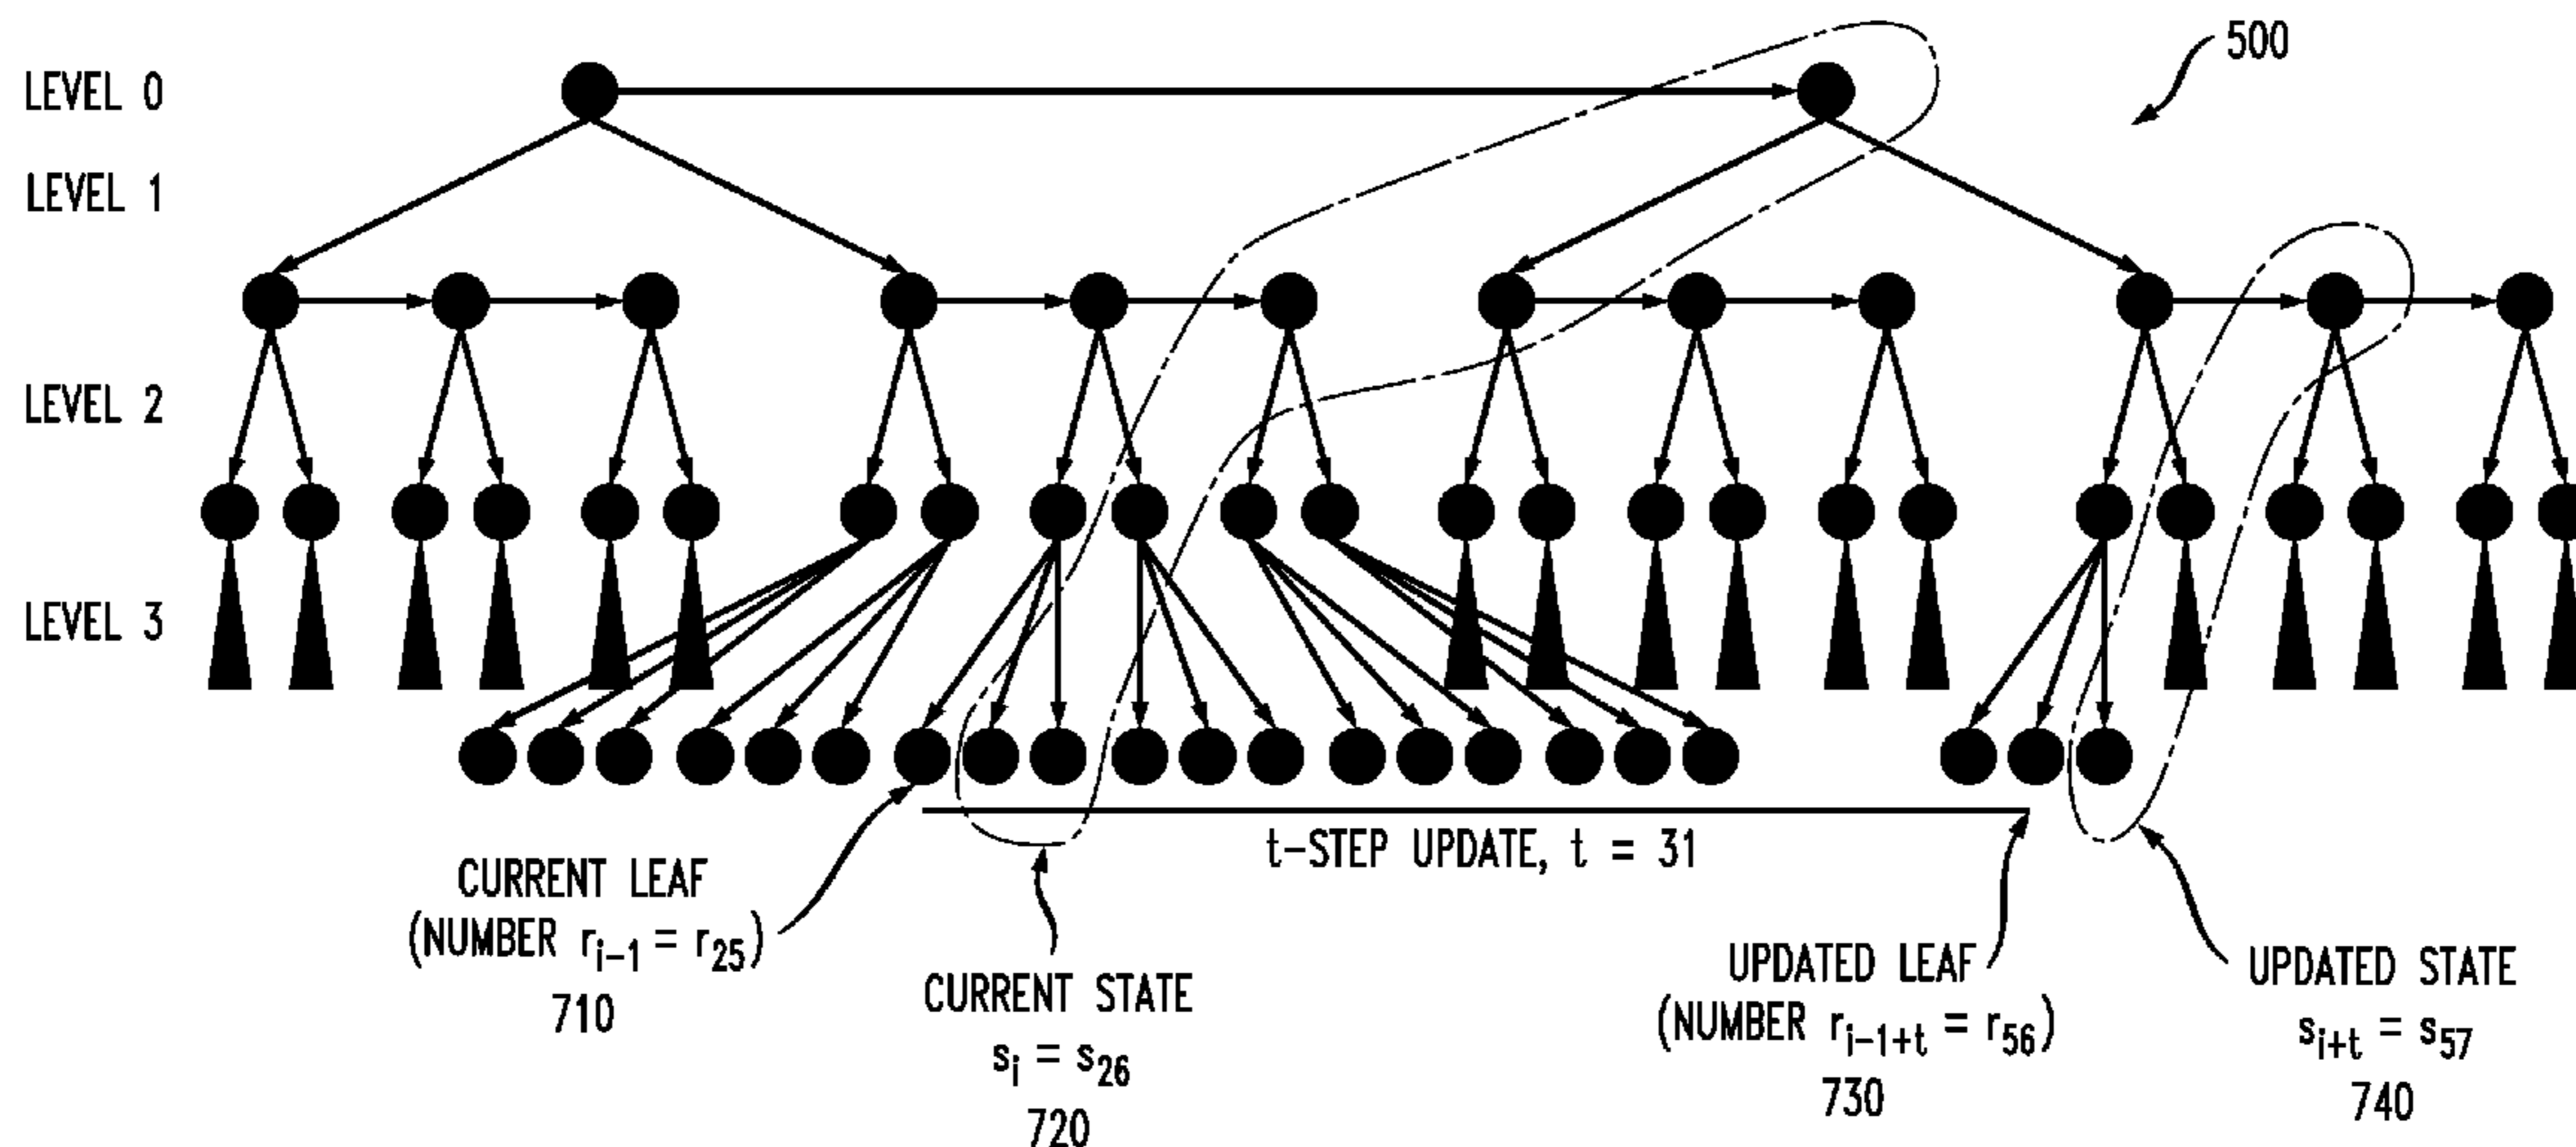 500
LEVEL 0
LEVEL 1
LEVEL 2
LEVEL 3
t-STEP UPDATE, t = 31
CURRENT LEAF
(NUMBER rᵢ₋₁ = r₂₅)
710
CURRENT STATE
sᵢ = s₂₆
720
UPDATED LEAF
(NUMBER rᵢ₋₁₊ₜ = r₅₆)
730
UPDATED STATE
sᵢ₊ₜ = s₅₇
740